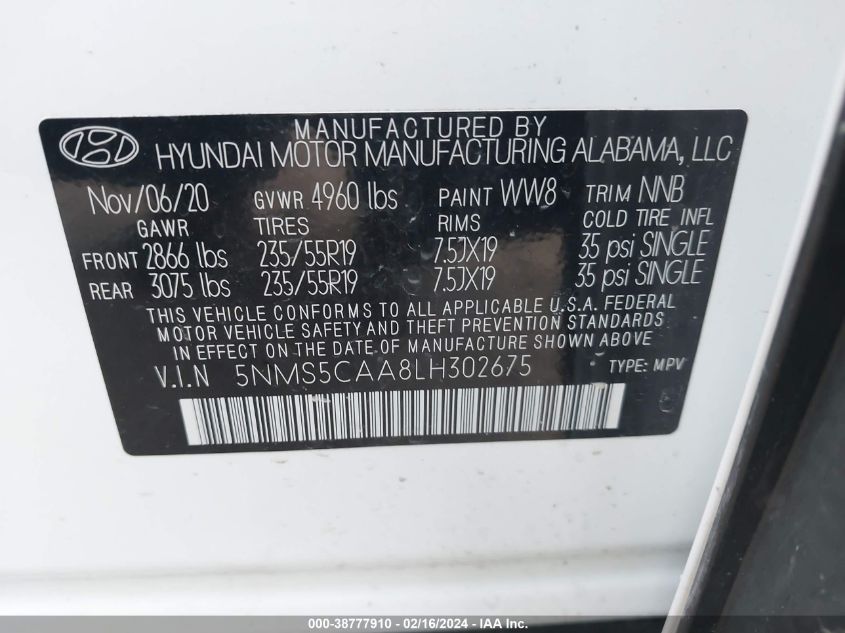 MANUFACTURED BY
HYUNDAI MOTOR MANUFACTURING ALABAMA, LLC
Nov/06/20 GVWR 4960 lbs PAINT WW8 TRIM NNB
GAWR TIRES RIMS COLD TIRE INFL
FRONT 2866 lbs 235/55R19 7.5JX19 35 psi SINGLE
REAR 3075 lbs 235/55R19 7.5JX19 35 psi SINGLE
THIS VEHICLE CONFORMS TO ALL APPLICABLE U.S.A. FEDERAL
MOTOR VEHICLE SAFETY AND THEFT PREVENTION STANDARDS
IN EFFECT ON THE DATE OF MANUFACTURE SHOWN ABOVE.
V.I.N 5NMS5CAA8LH302675 TYPE: MPV
000-38777910 - 02/16/2024 - IAA Inc.